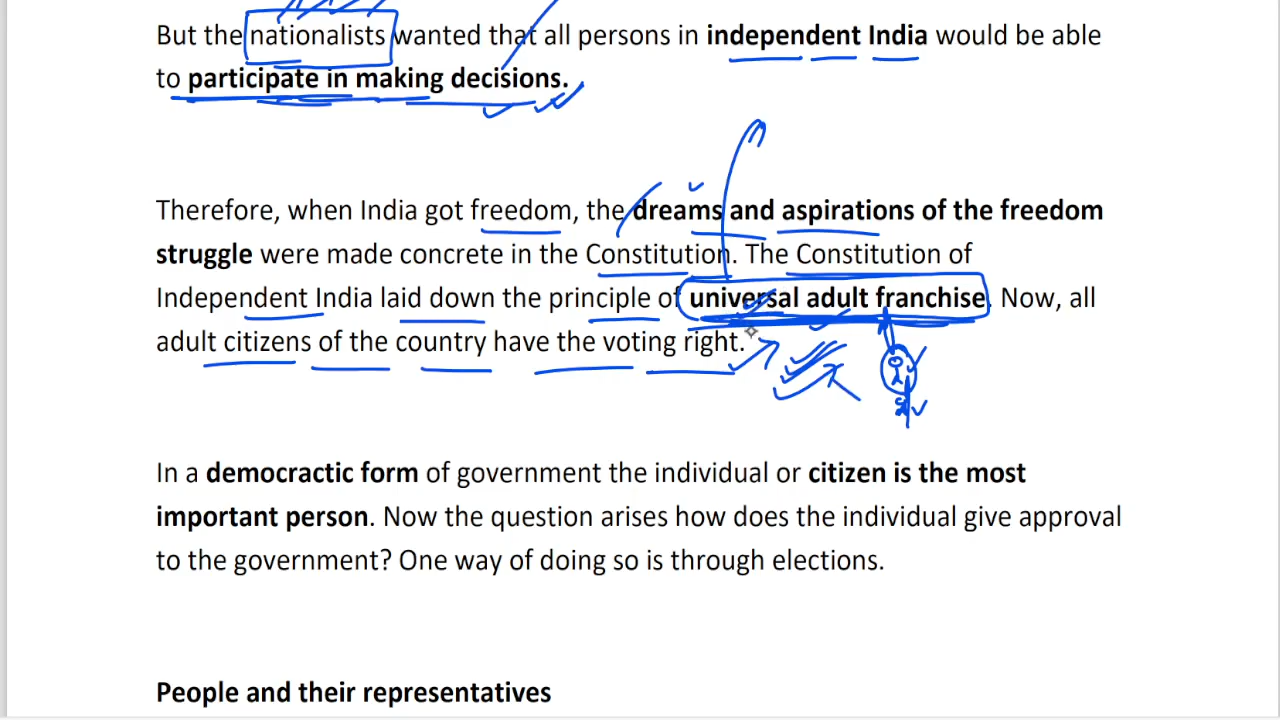 But the nationalists wanted that all persons in independent India would be able
to participate in making decisions.
Therefore, when India got freedom, the dreams and aspirations of the freedom
struggle were made concrete in the Constitution. The Constitution of
Independent India laid down the principle of universal adult franchise. Now, all
adult citizens of the country have the voting right.
In a democractic form of government the individual or citizen is the most
important person. Now the question arises how does the individual give approval
to the government? One way of doing so is through elections.
People and their representatives